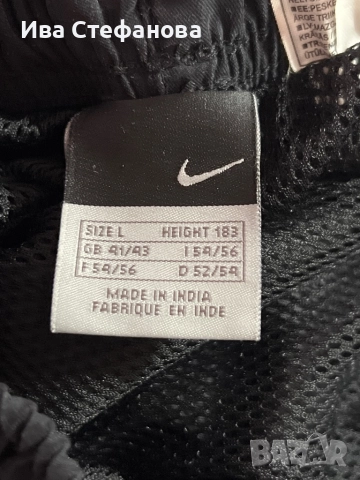 Ива Стефанова
SIZE L HEIGHT 183
GB 41/43 I 54/56
F 54/56 D 52/54
MADE IN INDIA
FABRIQUE EN INDE
BAZAR